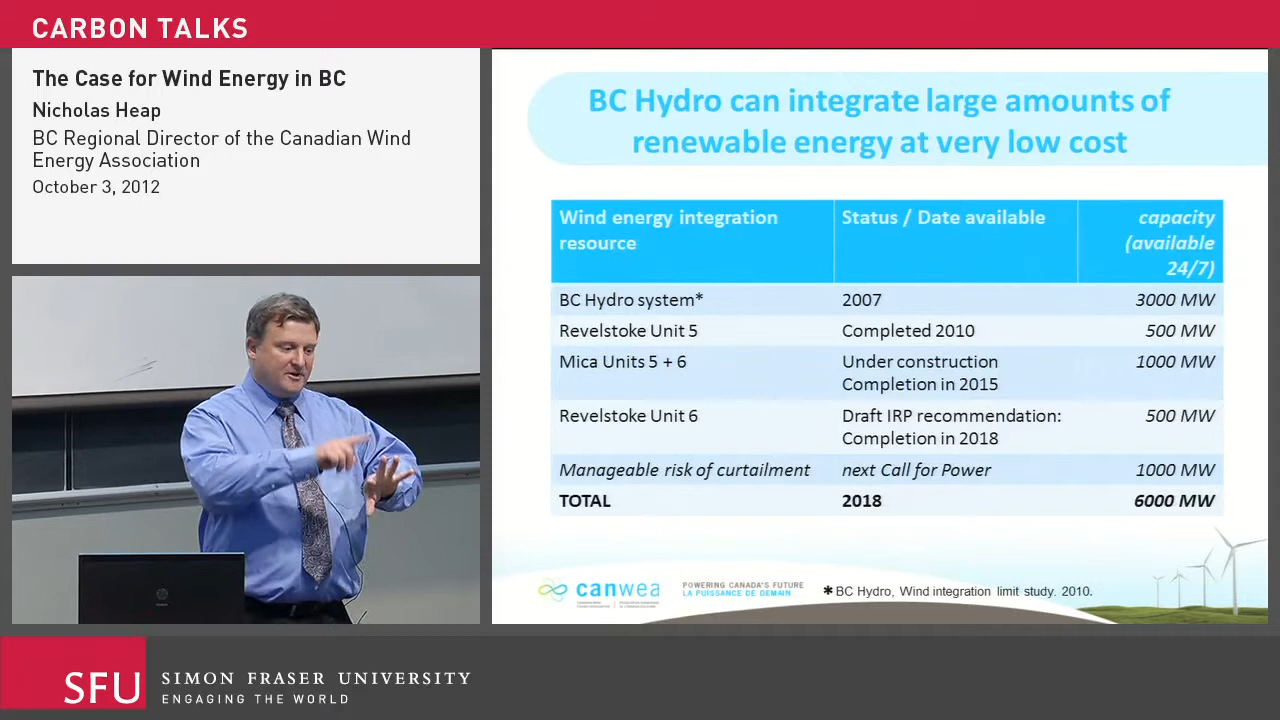 CARBON TALKS
The Case for Wind Energy in BC
Nicholas Heap
BC Regional Director of the Canadian Wind
Energy Association
October 3, 2012
BC Hydro can integrate large amounts of
renewable energy at very low cost
Wind energy integration
resource
Status / Date available
capacity
(available
24/7)
BC Hydro system*
2007
3000 MW
Revelstoke Unit 5
Completed 2010
500 MW
Mica Units 5 + 6
Under construction
Completion in 2015
1000 MW
Revelstoke Unit 6
Draft IRP recommendation:
Completion in 2018
500 MW
Manageable risk of curtailment
next Call for Power
1000 MW
TOTAL
2018
6000 MW
canwea
POWERING CANADA'S FUTURE
LA PUISSANCE DE DEMAIN
* BC Hydro, Wind integration limit study. 2010.
SFU
SIMON FRASER UNIVERSITY
ENGAGING THE WORLD